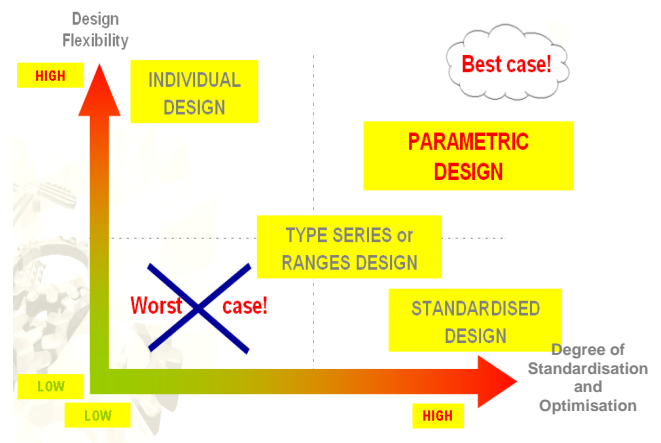 Design
Flexibility
HIGH
INDIVIDUAL
DESIGN
Best case!
PARAMETRIC
DESIGN
TYPE SERIES or
RANGES DESIGN
Worst case!
STANDARDISED
DESIGN
Degree of
Standardisation
and
Optimisation
LOW
LOW
HIGH